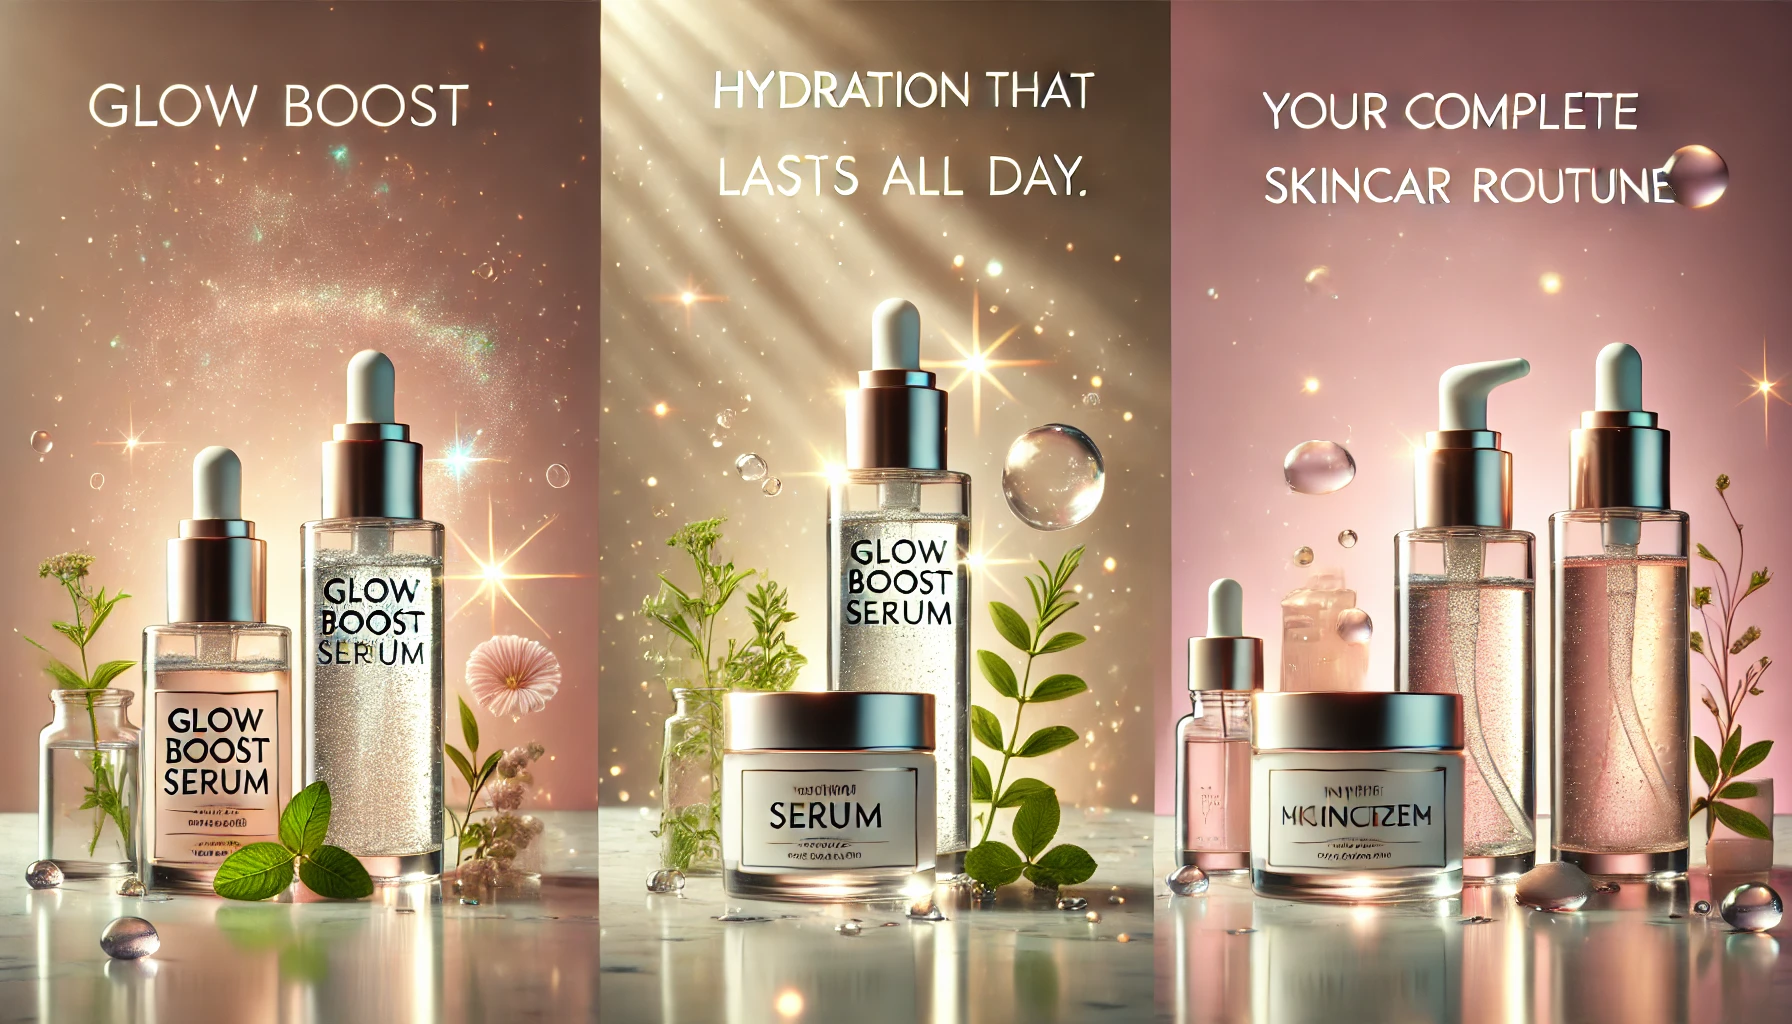 GLOW BOOST
GLOW
BOOST
SERUM
GLOW
BOOST
SERUM
HYDRATION THAT
LASTS ALL DAY.
GLOW
BOOST
SERUM
SERUM
YOUR COMPLETE
SKINCAR ROUTUNE
MKINCTZEM